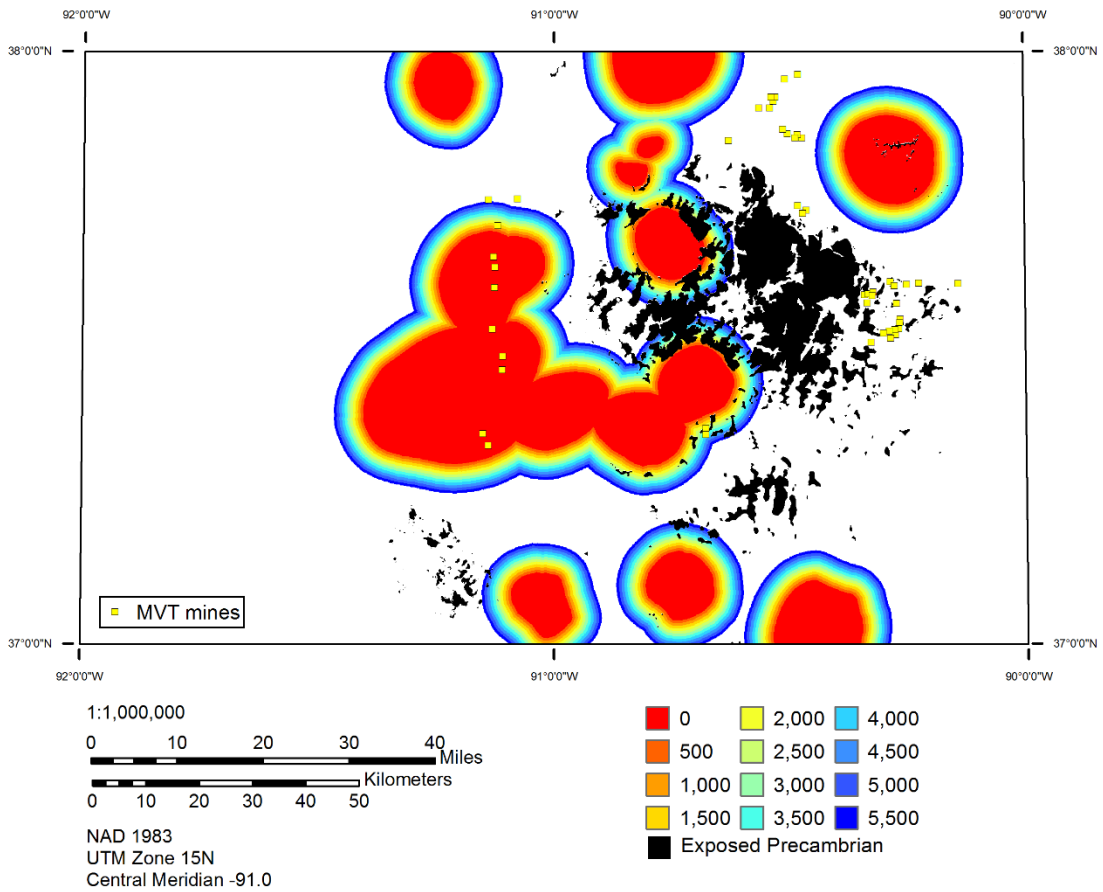 92°0'0"W 91°0'0"W 90°0'0"W
38°0'0"N 38°0'0"N
MVT mines
37°0'0"N 37°0'0"N
92°0'0"W 91°0'0"W 90°0'0"W
1:1,000,000
0 10 20 30 40
Miles
Kilometers
0 10 20 30 40 50
NAD 1983
UTM Zone 15N
Central Meridian -91.0
0 2,000 4,000
500 2,500 4,500
1,000 3,000 5,000
1,500 3,500 5,500
Exposed Precambrian